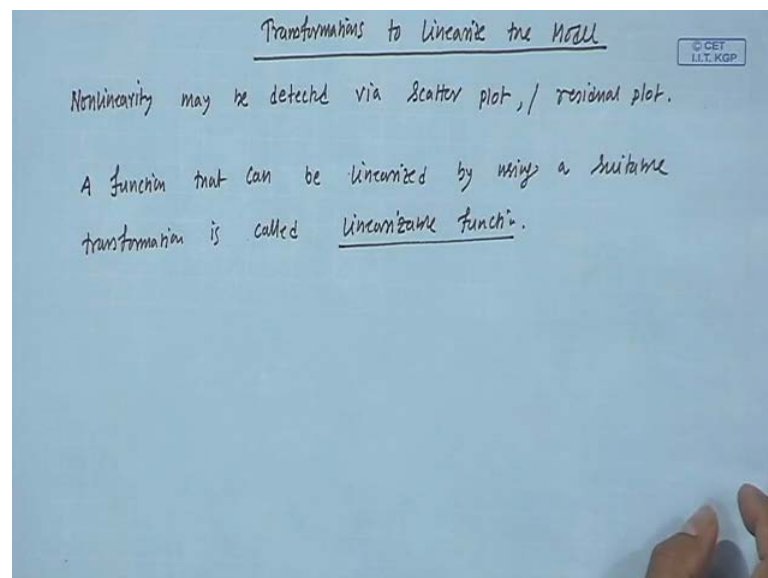 Transformations to Linearize the Model
© CET
I.I.T. KGP
Nonlinearity may be detected via Scatter plot, / residual plot.
A function that can be linearized by using a suitable
transformation is called linearizable function.